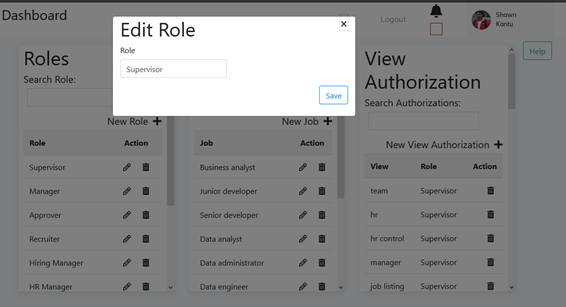 Dashboard
Logout
Shawn
Kantu
Edit Role
×
Role
Supervisor
Save
Help
Roles
Search Role:
New Role +
Role Action
Supervisor
Manager
Approver
Recruiter
Hiring Manager
HR Manager
New Job +
Job Action
Business analyst
Junior developer
Senior developer
Data analyst
Data administrator
Data engineer
View
Authorization
Search Authorizations:
New View Authorization +
View Role Action
team Supervisor
hr Supervisor
hr control Supervisor
manager Supervisor
job listing Supervisor